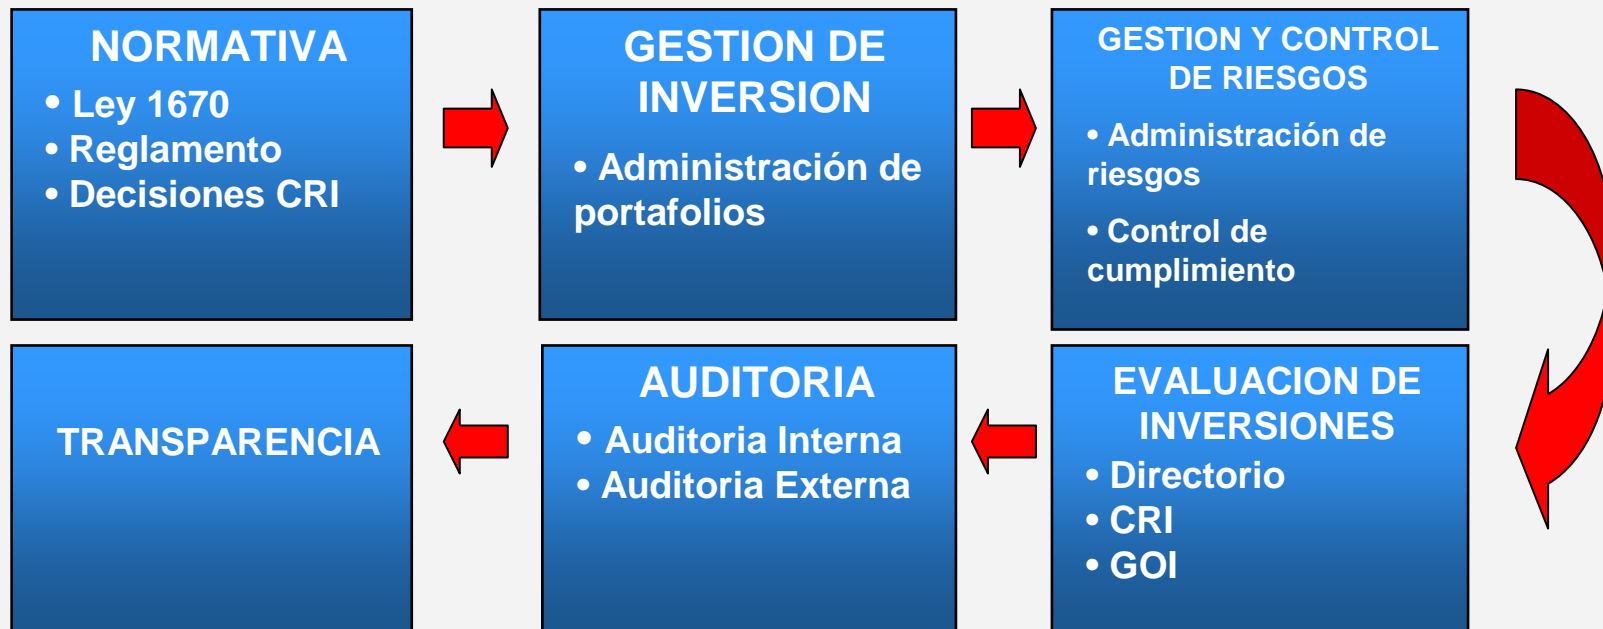 NORMATIVA
• Ley 1670
• Reglamento
• Decisiones CRI
GESTION DE
INVERSION
• Administración de
portafolios
GESTION Y CONTROL
DE RIESGOS
• Administración de
riesgos
• Control de
cumplimiento
EVALUACION DE
INVERSIONES
• Directorio
• CRI
• GOI
AUDITORIA
• Auditoria Interna
• Auditoria Externa
TRANSPARENCIA